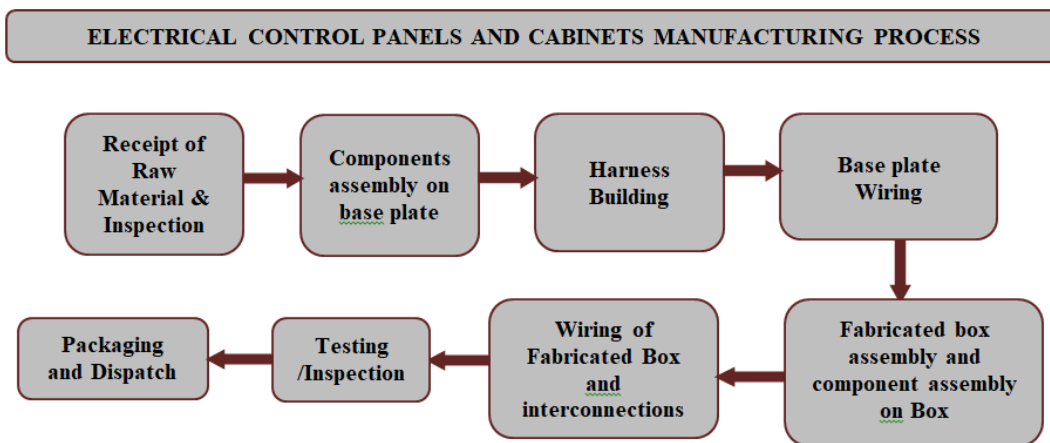 ELECTRICAL CONTROL PANELS AND CABINETS MANUFACTURING PROCESS
Receipt of
Raw
Material &
Inspection
Components
assembly on
base plate
Harness
Building
Base plate
Wiring
Fabricated box
assembly and
component assembly
on Box
Wiring of
Fabricated Box
and
interconnections
Testing
/Inspection
Packaging
and Dispatch